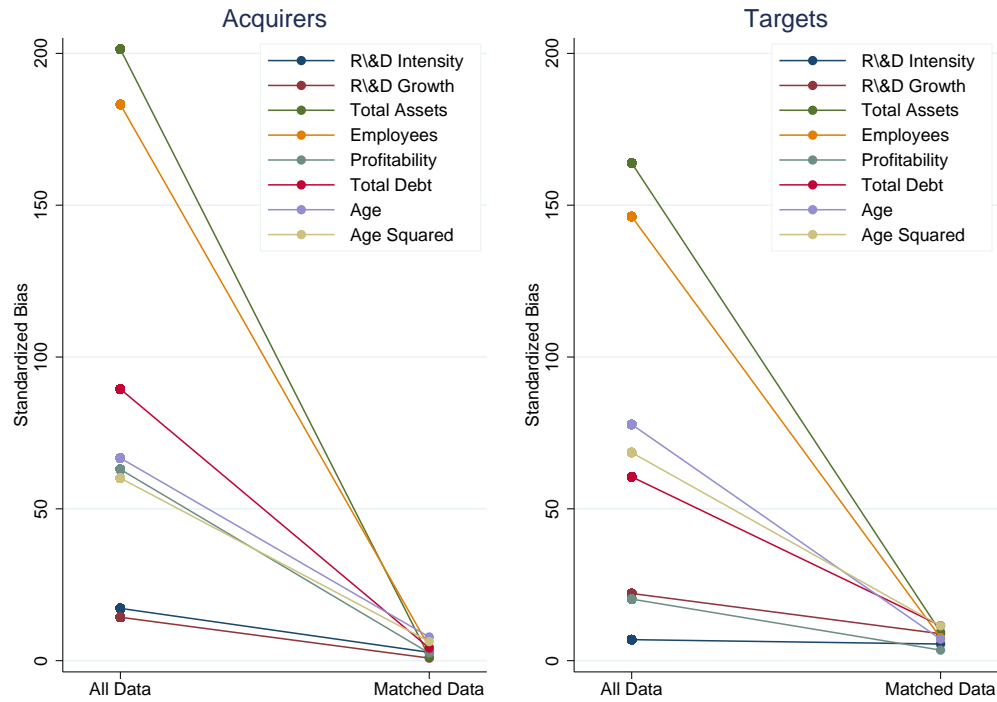 Acquirers
Standardized Bias
200
150
100
50
0
R\&D Intensity
R\&D Growth
Total Assets
Employees
Profitability
Total Debt
Age
Age Squared
All Data
Matched Data
Targets
Standardized Bias
200
150
100
50
0
R\&D Intensity
R\&D Growth
Total Assets
Employees
Profitability
Total Debt
Age
Age Squared
All Data
Matched Data